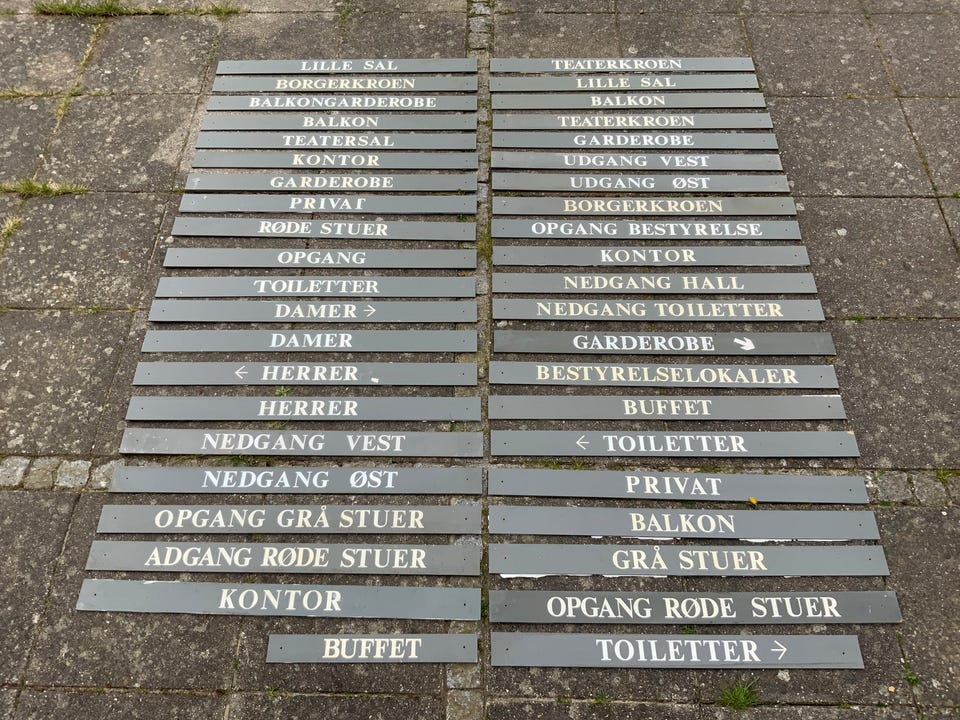 LILLE SAL
BORGERKROEN
BALKONGARDEROBE
BALKON
TEATERSAL
KONTOR
GARDEROBE
PRIVAT
RØDE STUER
OPGANG
TOILETTER
DAMER →
DAMER
← HERRER
HERRER
NEDGANG VEST
NEDGANG ØST
OPGANG GRÅ STUER
ADGANG RØDE STUER
KONTOR
BUFFET
TEATERKROEN
LILLE SAL
BALKON
TEATERKROEN
GARDEROBE
UDGANG VEST
UDGANG ØST
BORGERKROEN
OPGANG BESTYRELSE
KONTOR
NEDGANG HALL
NEDGANG TOILETTER
GARDEROBE ↘
BESTYRELSELOKALER
BUFFET
← TOILETTER
PRIVAT
BALKON
GRÅ STUER
OPGANG RØDE STUER
TOILETTER →